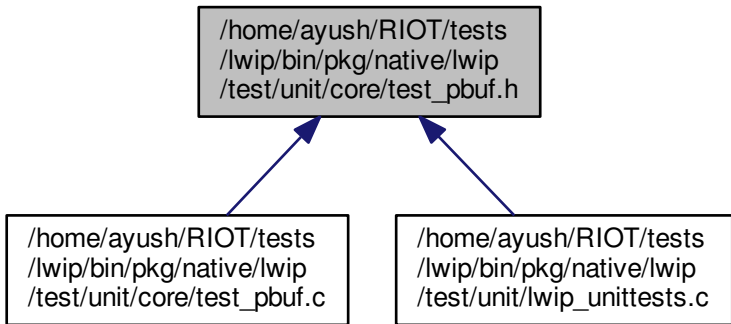 /home/ayush/RIOT/tests
/lwip/bin/pkg/native/lwip
/test/unit/core/test_pbuf.h
/home/ayush/RIOT/tests
/lwip/bin/pkg/native/lwip
/test/unit/core/test_pbuf.c
/home/ayush/RIOT/tests
/lwip/bin/pkg/native/lwip
/test/unit/lwip_unittests.c